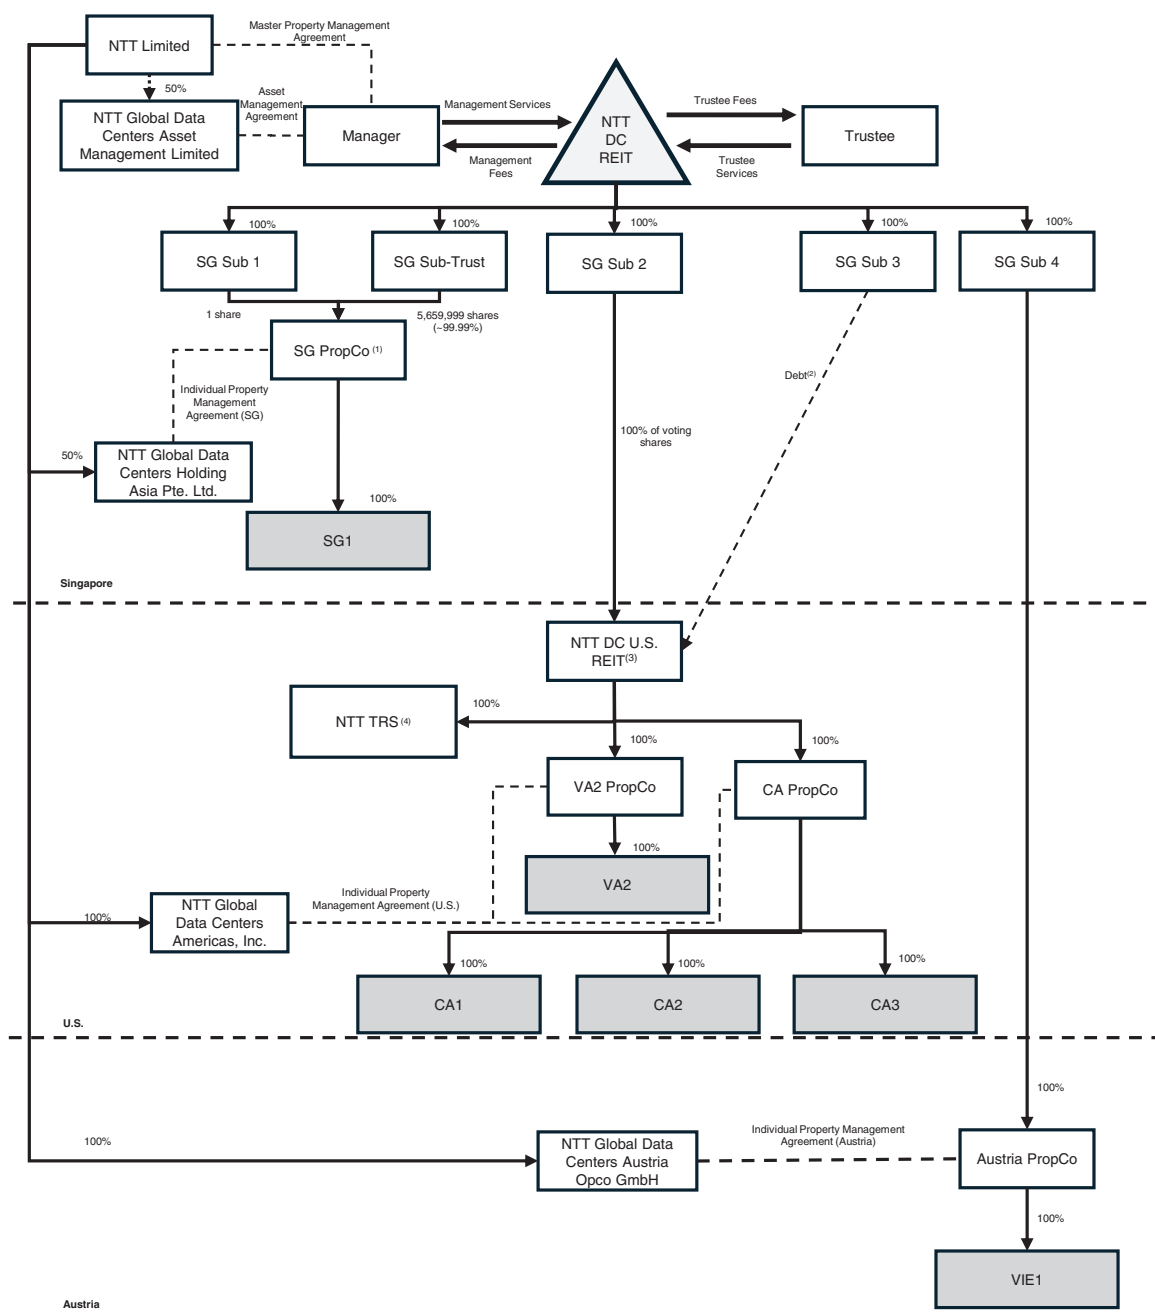 Master Property Management
Agreement
NTT Limited
50%
Asset
Management
Agreement
NTT Global Data
Centers Asset
Management Limited
Manager
Management Services
Management
Fees
NTT
DC
REIT
Trustee Fees
Trustee
Services
Trustee
100%
100%
100%
100%
100%
SG Sub 1
SG Sub-Trust
SG Sub 2
SG Sub 3
SG Sub 4
1 share
5,659,999 shares
(~99.99%)
SG PropCo (1)
Individual Property
Management
Agreement (SG)
Debt(2)
100% of voting
shares
50%
NTT Global Data
Centers Holding
Asia Pte. Ltd.
100%
SG1
Singapore
NTT DC U.S.
REIT(3)
100%
NTT TRS (4)
100%
100%
VA2 PropCo
CA PropCo
100%
VA2
Individual Property
Management Agreement (U.S.)
100%
NTT Global
Data Centers
Americas, Inc.
100%
100%
100%
CA1
CA2
CA3
U.S.
100%
100%
Individual Property Management
Agreement (Austria)
NTT Global Data
Centers Austria
Opco GmbH
Austria PropCo
100%
VIE1
Austria